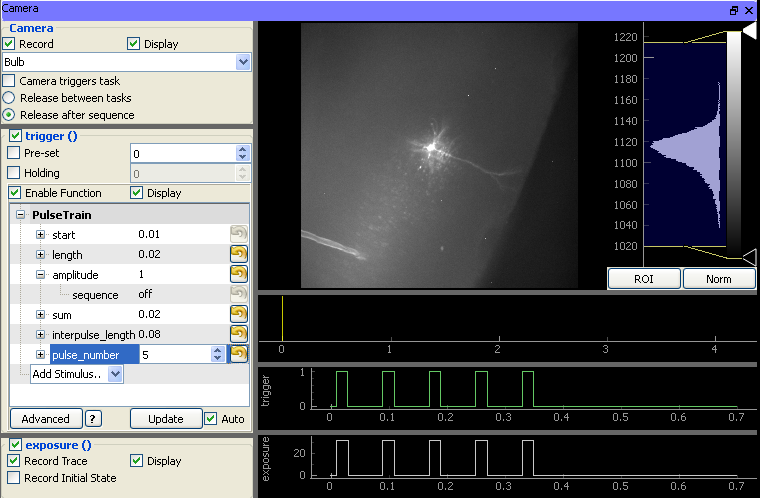 Camera
Camera
Record Display
Bulb
Camera triggers task
Release between tasks
Release after sequence
trigger ()
Pre-set 0
Holding 0
Enable Function Display
PulseTrain
start 0.01
length 0.02
amplitude 1
sequence off
sum 0.02
interpulse_length 0.08
pulse_number 5
Add Stimulus..
Advanced ? Update Auto
exposure ()
Record Trace Display
Record Initial State
1220
1200
1180
1160
1140
1120
1100
1080
1060
1040
1020
ROI Norm
0 1 2 3 4
trigger
1
0
0.0 0.1 0.2 0.3 0.4 0.5 0.6 0.7
exposure
20
0
0.0 0.1 0.2 0.3 0.4 0.5 0.6 0.7